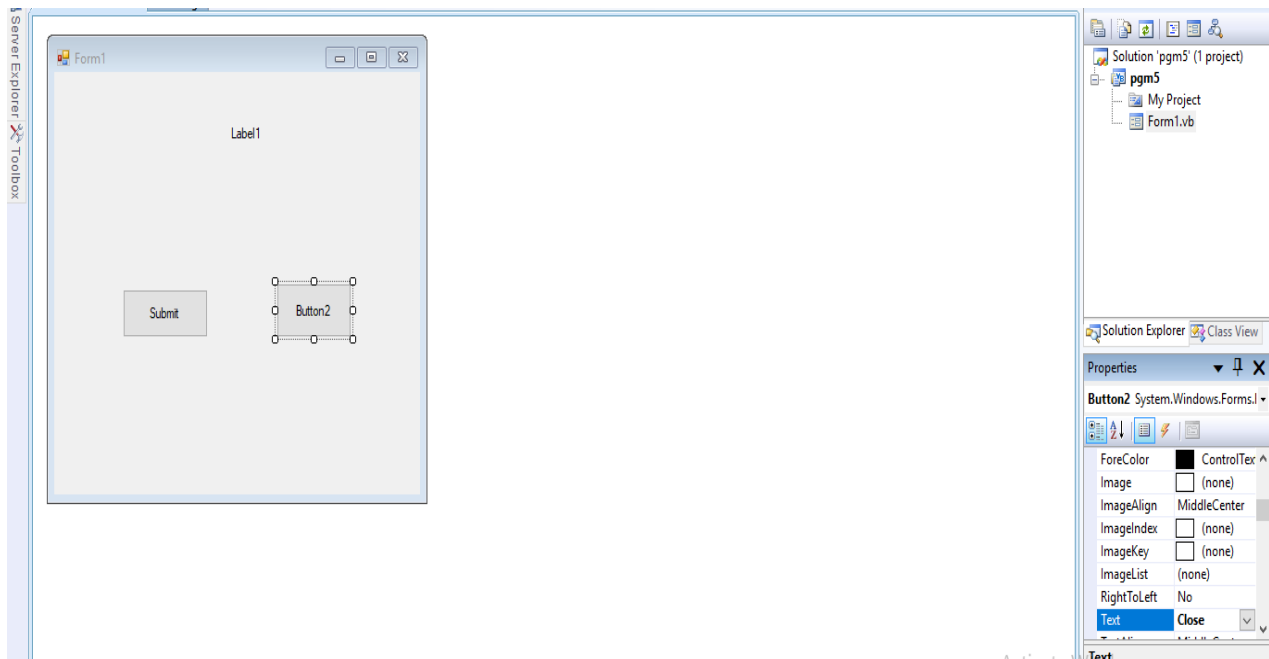 Server Explorer
Toolbox
Form1
Label1
Submit
Button2
Solution 'pgm5' (1 project)
pgm5
My Project
Form1.vb
Solution Explorer
Class View
Properties
Button2 System.Windows.Forms.
ForeColor ControlTex
Image (none)
ImageAlign MiddleCenter
ImageIndex (none)
ImageKey (none)
ImageList (none)
RightToLeft No
Text Close
Text